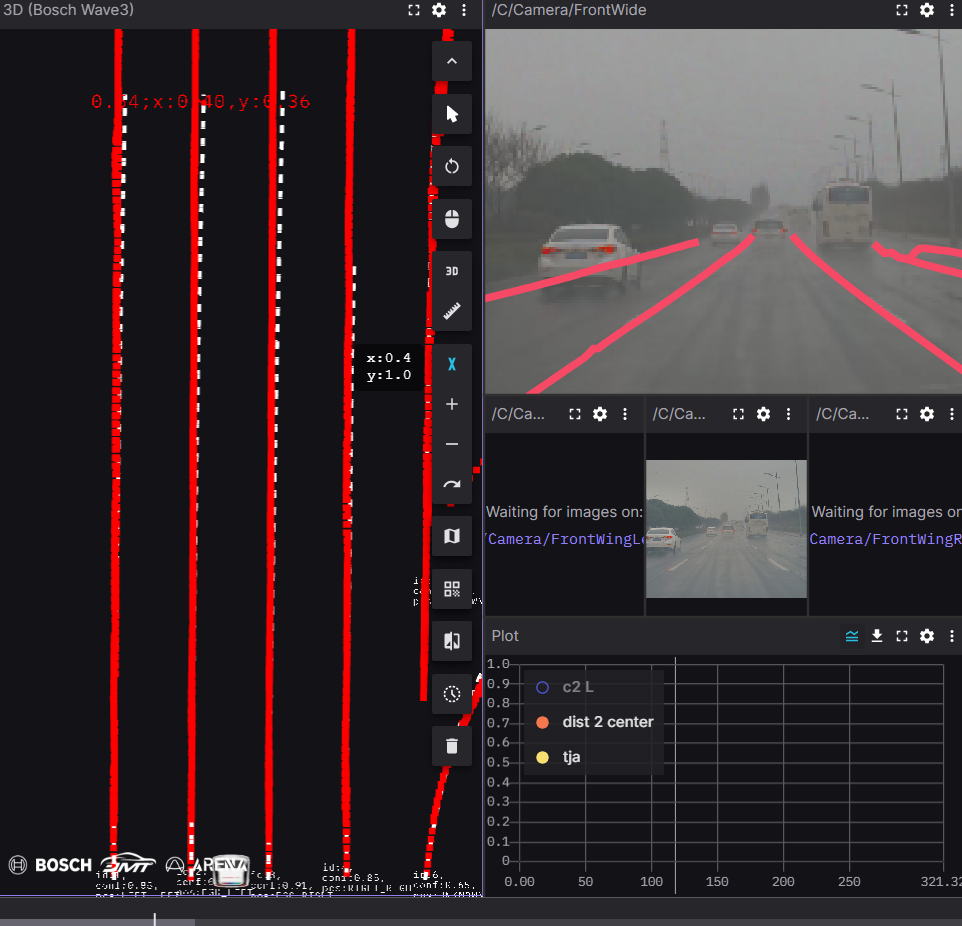 3D (Bosch Wave3)
/C/Camera/FrontWide
3D
x:0.4
y:1.0
/C/Ca...
/C/Ca...
/C/Ca...
Waiting for images on:
Waiting for images on
Camera/FrontWingR
Plot
1.0
0.9
0.8
0.7
0.6
0.5
0.4
0.3
0.2
0.1
0
c2 L
dist 2 center
tja
0.00
50
100
150
200
250
321.32
BOSCH